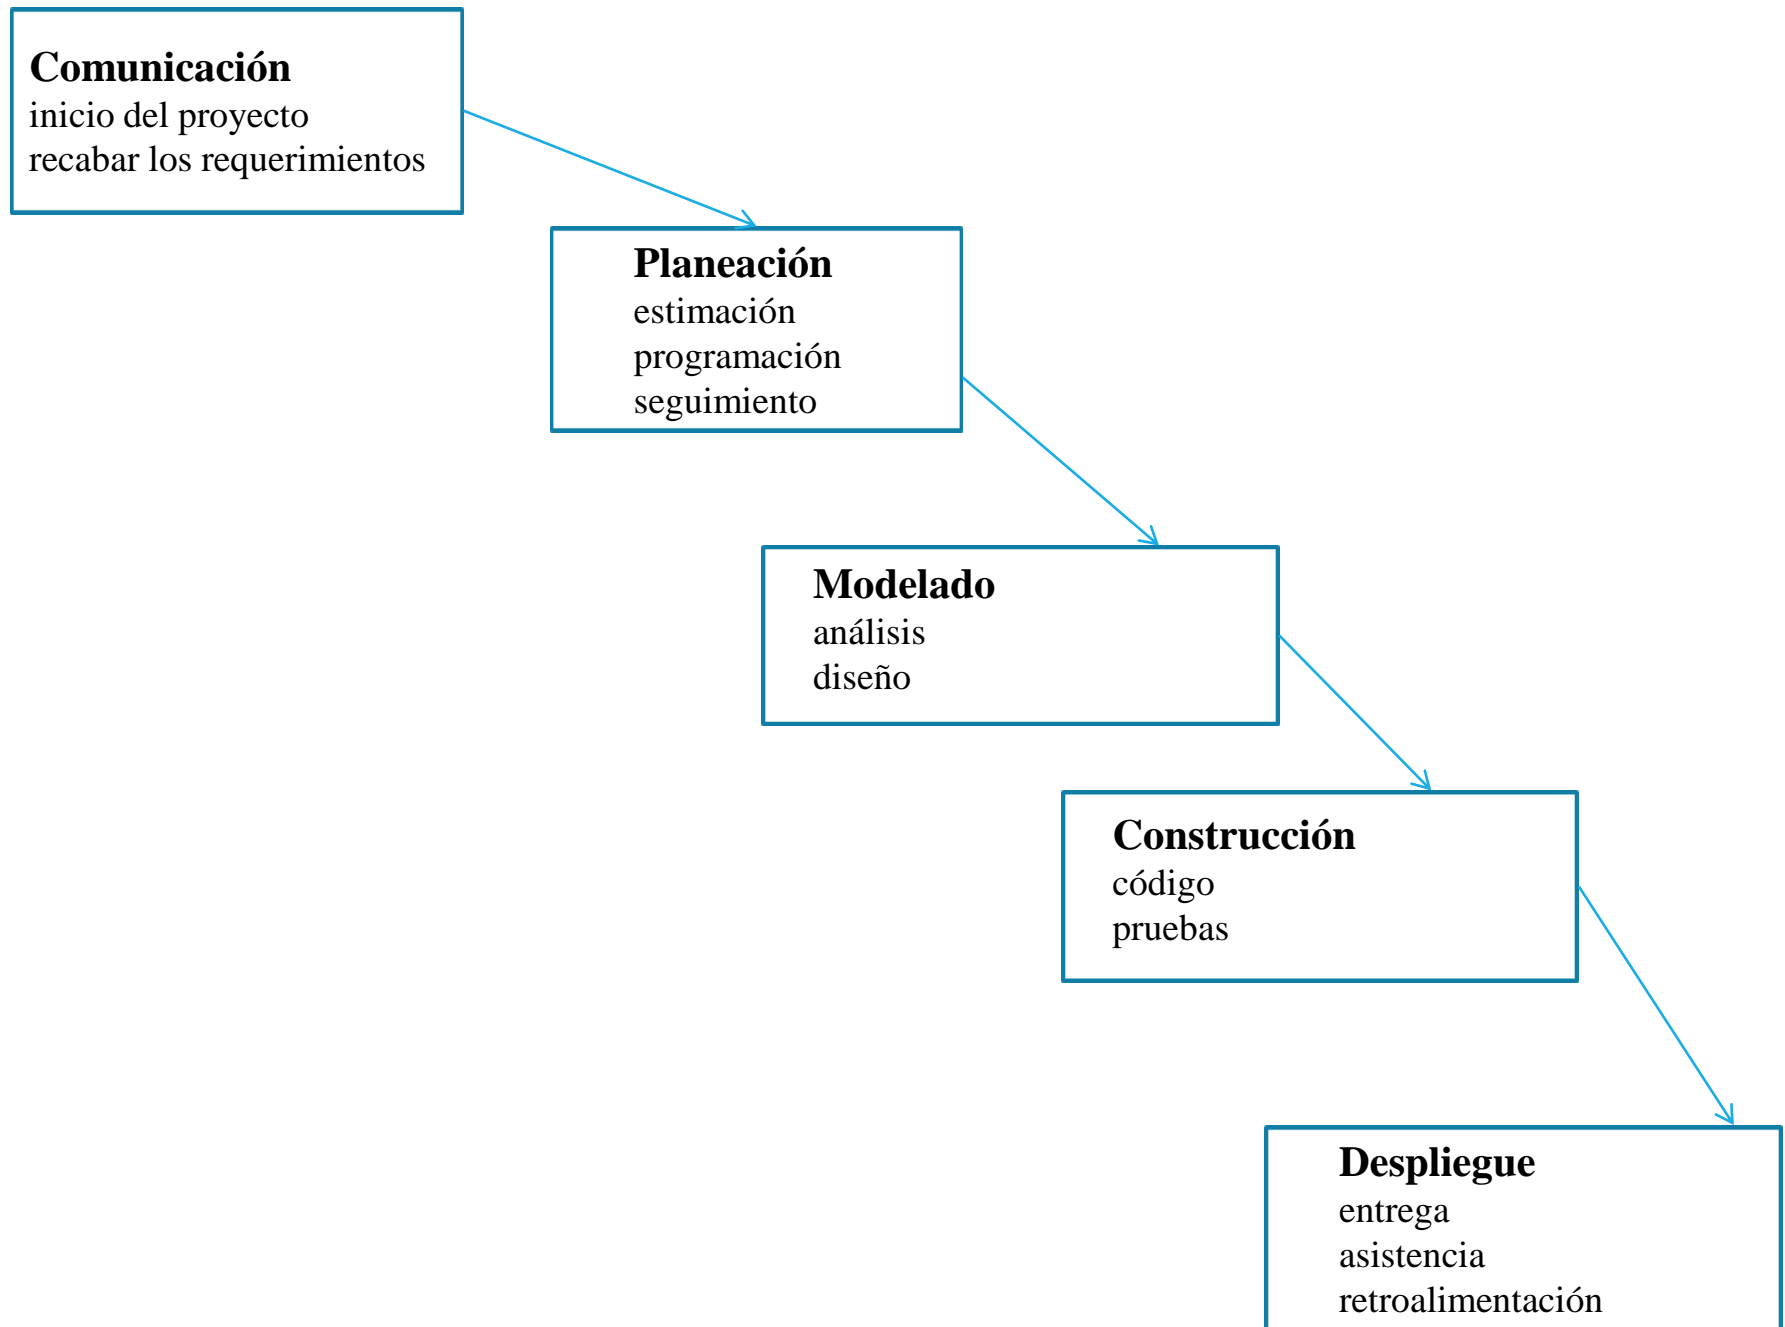 Comunicación
inicio del proyecto
recabar los requerimientos
Planeación
estimación
programación
seguimiento
Modelado
análisis
diseño
Construcción
código
pruebas
Despliegue
entrega
asistencia
retroalimentación